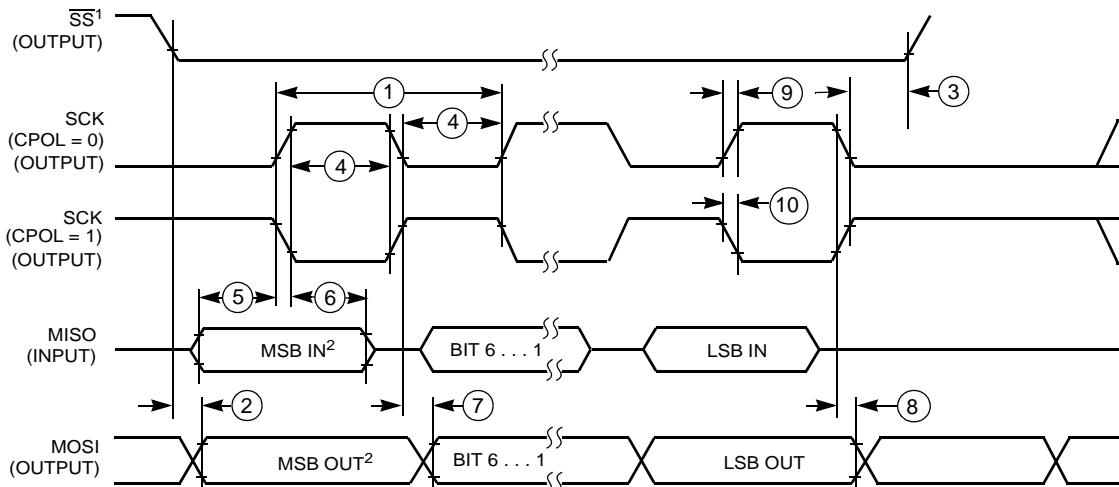 SS¹
(OUTPUT)
1
9
3
SCK
(CPOL = 0)
(OUTPUT)
4
4
SCK
(CPOL = 1)
(OUTPUT)
10
5
6
MISO
(INPUT)
MSB IN²
BIT 6 . . . 1
LSB IN
2
7
8
MOSI
(OUTPUT)
MSB OUT²
BIT 6 . . . 1
LSB OUT